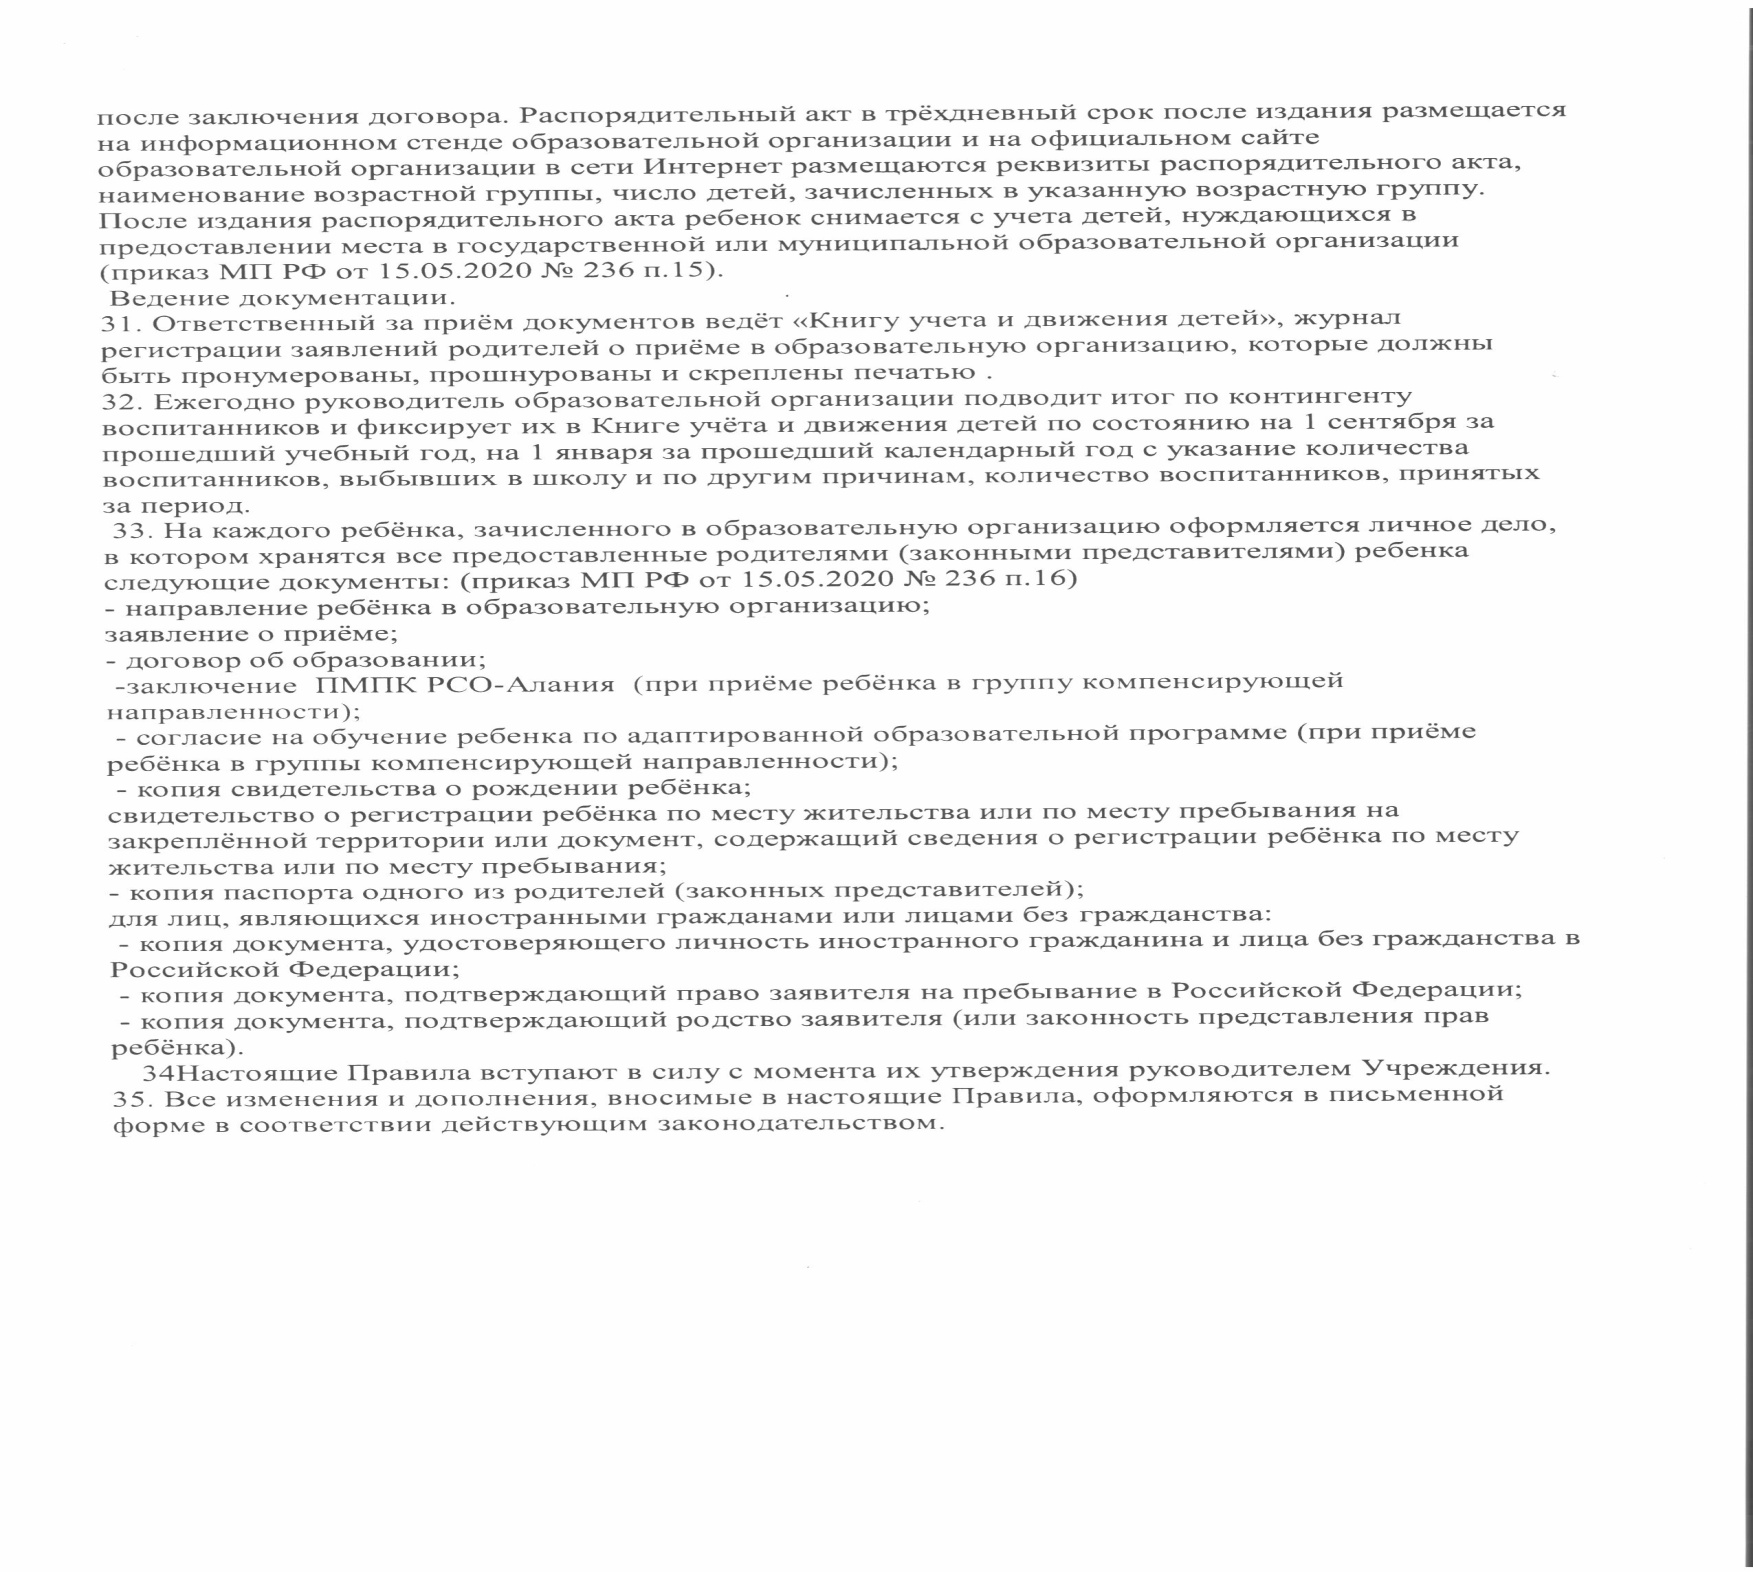 после заключения договора. Распорядительный акт в трёхдневный срок после издания размещается
на информационном стенде образовательной организации и на официальном сайте
образовательной организации в сети Интернет размещаются реквизиты распорядительного акта,
наименование возрастной группы, число детей, зачисленных в указанную возрастную группу.
После издания распорядительного акта ребенок снимается с учета детей, нуждающихся в
предоставлении места в государственной или муниципальной образовательной организации
(приказ МП РФ от 15.05.2020 № 236 п.15).
Ведение документации.
31. Ответственный за приём документов ведёт «Книгу учета и движения детей», журнал
регистрации заявлений родителей о приёме в образовательную организацию, которые должны
быть пронумерованы, прошнурованы и скреплены печатью .
32. Ежегодно руководитель образовательной организации подводит итог по контингенту
воспитанников и фиксирует их в Книге учёта и движения детей по состоянию на 1 сентября за
прошедший учебный год, на 1 января за прошедший календарный год с указание количества
воспитанников, выбывших в школу и по другим причинам, количество воспитанников, принятых
за период.
33. На каждого ребёнка, зачисленного в образовательную организацию оформляется личное дело,
в котором хранятся все предоставленные родителями (законными представителями) ребенка
следующие документы: (приказ МП РФ от 15.05.2020 № 236 п.16)
- направление ребёнка в образовательную организацию;
заявление о приёме;
- договор об образовании;
-заключение ПМПК РСО-Алания (при приёме ребёнка в группу компенсирующей
направленности);
- согласие на обучение ребенка по адаптированной образовательной программе (при приёме
ребёнка в группы компенсирующей направленности);
- копия свидетельства о рождении ребёнка;
свидетельство о регистрации ребёнка по месту жительства или по месту пребывания на
закреплённой территории или документ, содержащий сведения о регистрации ребёнка по месту
жительства или по месту пребывания;
- копия паспорта одного из родителей (законных представителей);
для лиц, являющихся иностранными гражданами или лицами без гражданства:
- копия документа, удостоверяющего личность иностранного гражданина и лица без гражданства в
Российской Федерации;
- копия документа, подтверждающий право заявителя на пребывание в Российской Федерации;
- копия документа, подтверждающий родство заявителя (или законность представления прав
ребёнка).
34Настоящие Правила вступают в силу с момента их утверждения руководителем Учреждения.
35. Все изменения и дополнения, вносимые в настоящие Правила, оформляются в письменной
форме в соответствии действующим законодательством.